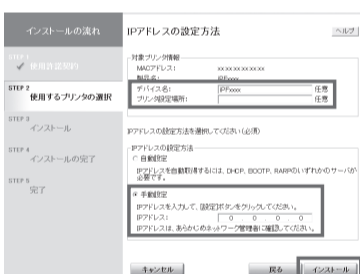 インストールの流れ
STEP 1
使用許諾契約
STEP 2
使用するプリンタの選択
STEP 3
インストール
STEP 4
インストールの完了
STEP 5
完了
IPアドレスの設定方法
ヘルプ
対象プリンタ情報
MACアドレス: xx xx xx xx xx xx
製品名: iPFxxxx
デバイス名: iPFxxxx 任意
プリンタ設置場所: 任意
IPアドレスの設定方法を選択してください(必須)
IPアドレスの設定方法
自動設定
IPアドレスを自動取得するには、DHCP、BOOTP、RARPのいずれかのサーバが必要です。
手動設定
IPアドレスを入力して、[設定]ボタンをクリックしてください。
IPアドレス: 0 . 0 . 0 . 0
IPアドレスは、あらかじめネットワーク管理者に確認してください。
キャンセル
戻る
インストール